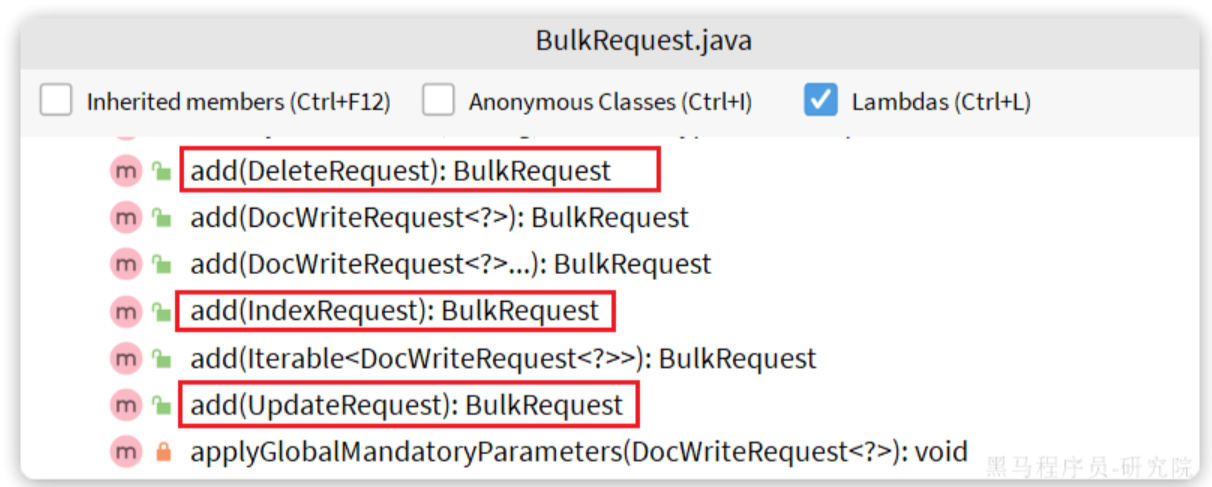 BulkRequest.java
Inherited members (Ctrl+F12) Anonymous Classes (Ctrl+I) Lambdas (Ctrl+L)
m add(DeleteRequest): BulkRequest
m add(DocWriteRequest<?>): BulkRequest
m add(DocWriteRequest<?>...): BulkRequest
m add(IndexRequest): BulkRequest
m add(Iterable<DocWriteRequest<?>>): BulkRequest
m add(UpdateRequest): BulkRequest
m applyGlobalMandatoryParameters(DocWriteRequest<?>): void
黑马程序员-研究院